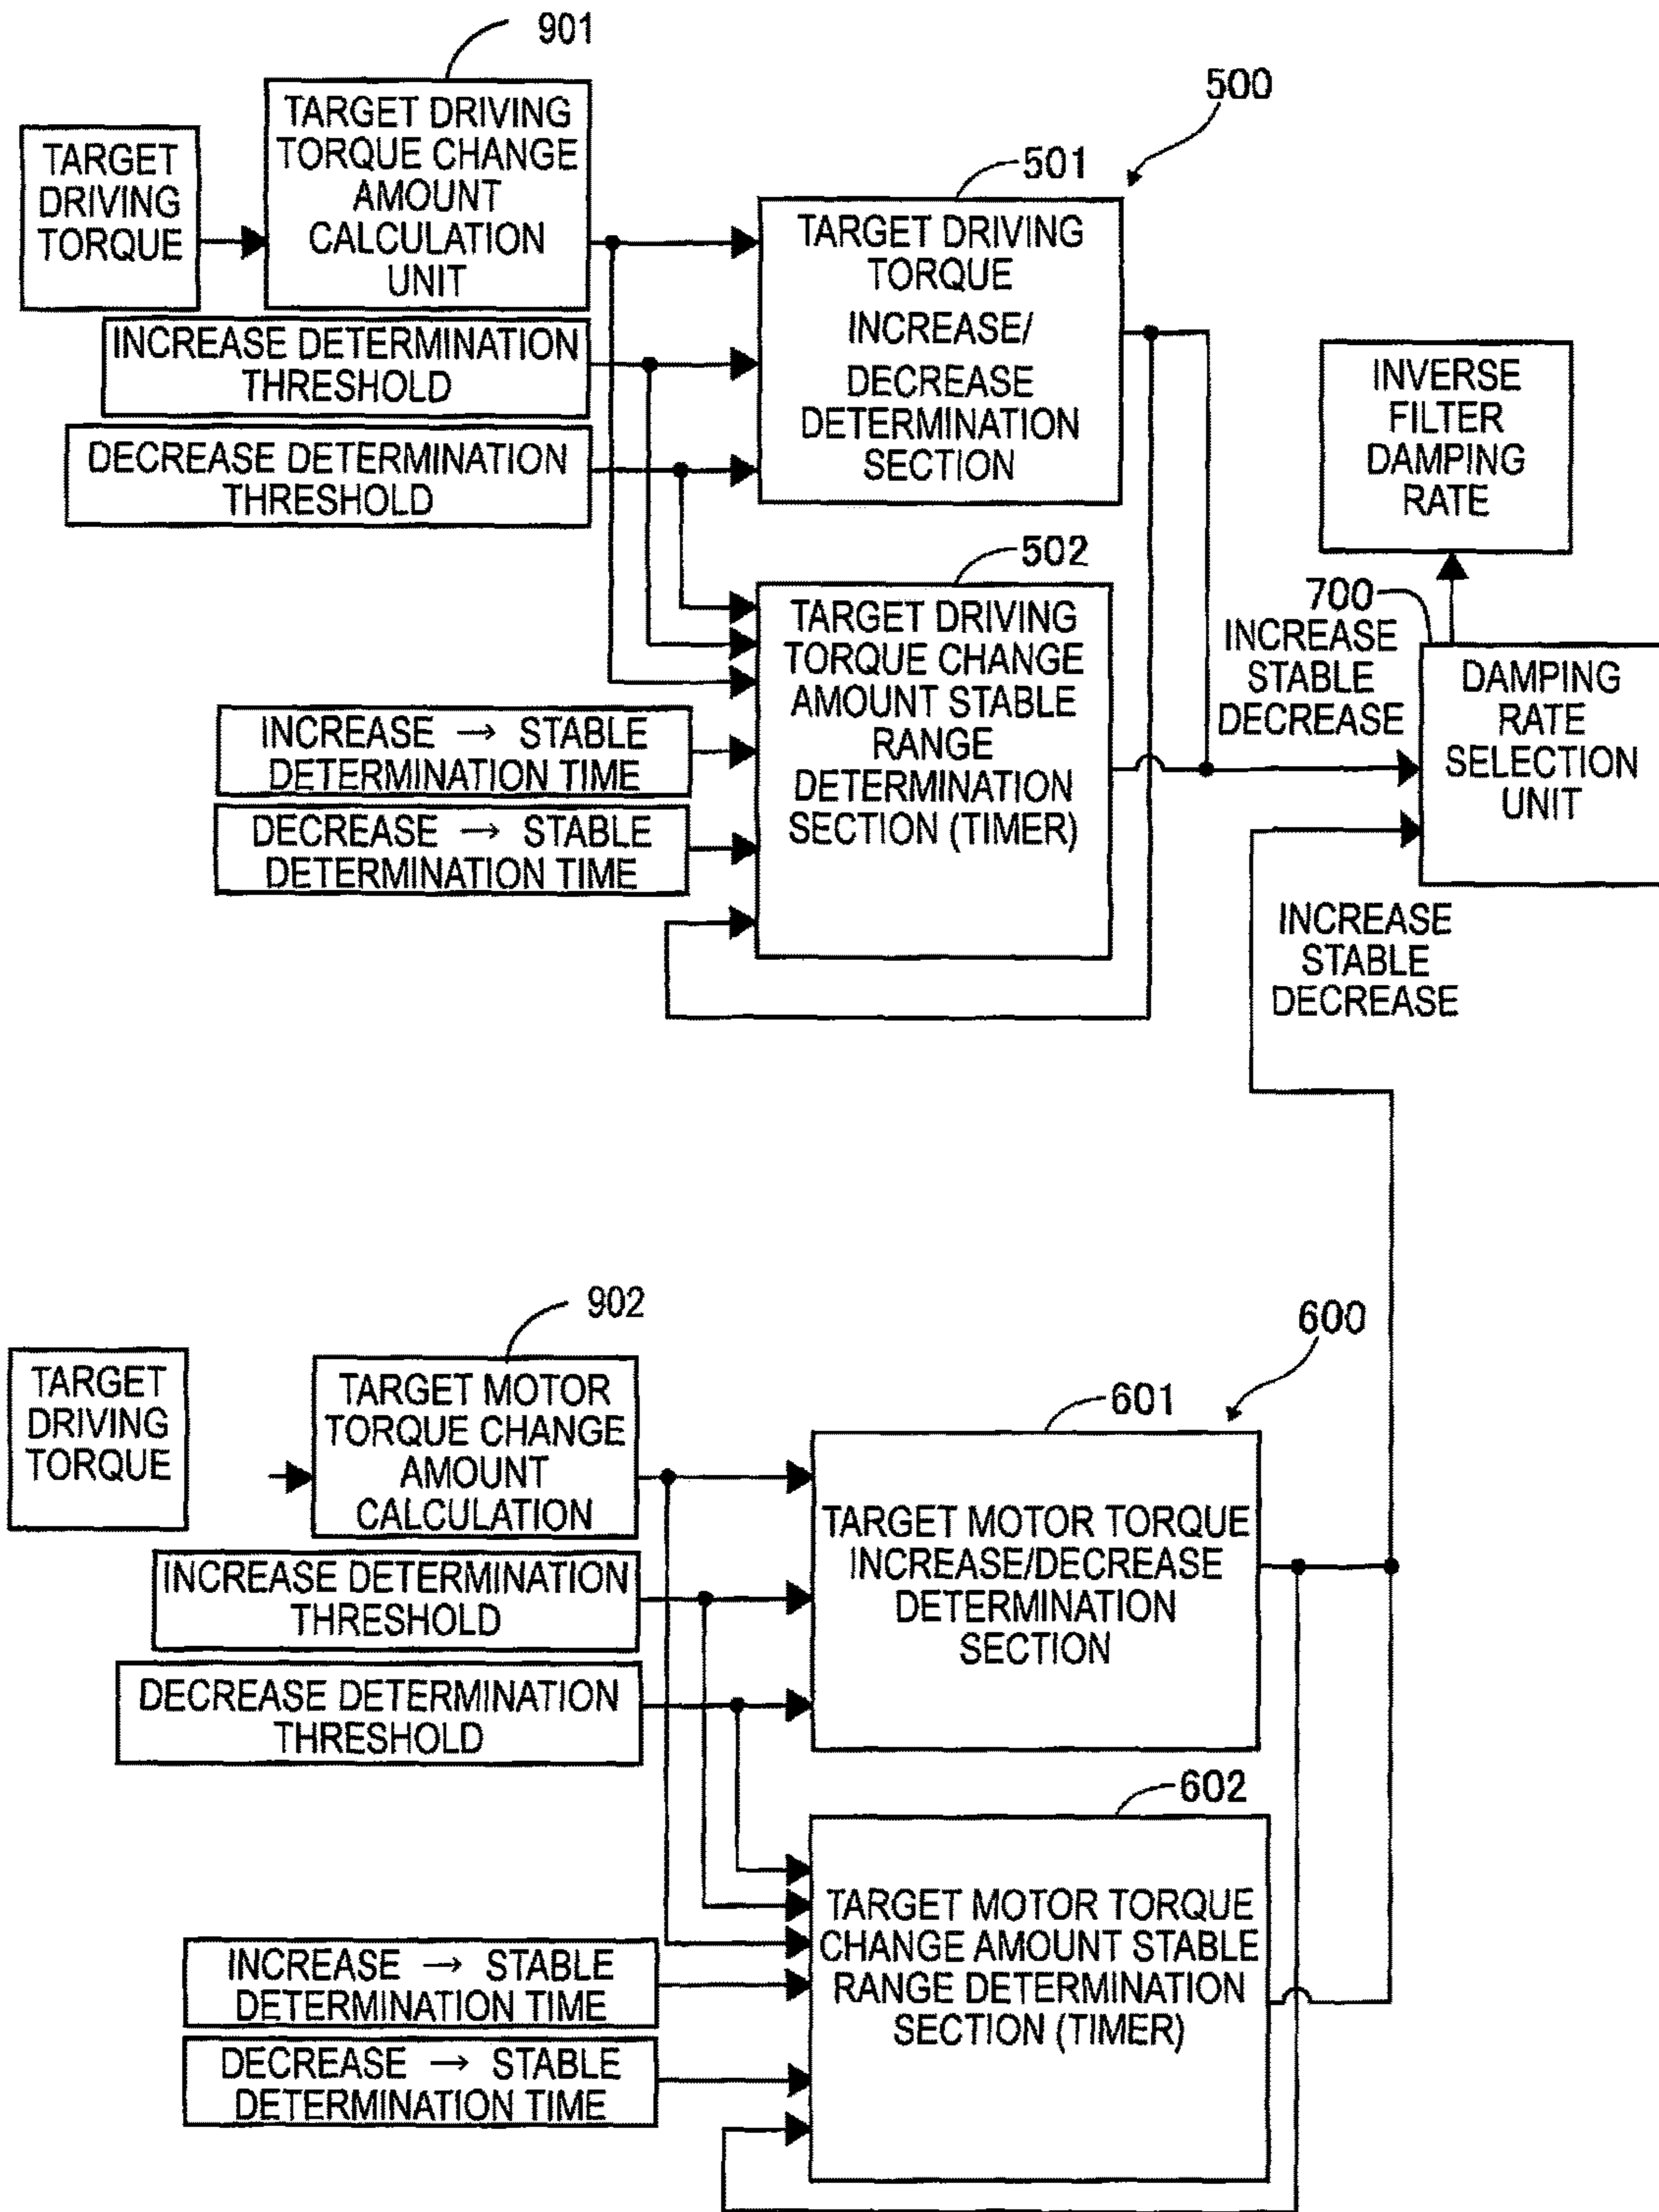 901
TARGET
DRIVING
TORQUE
TARGET DRIVING
TORQUE CHANGE
AMOUNT
CALCULATION
UNIT
INCREASE DETERMINATION
THRESHOLD
DECREASE DETERMINATION
THRESHOLD
500
501
TARGET DRIVING
TORQUE
INCREASE/
DECREASE
DETERMINATION
SECTION
502
TARGET DRIVING
TORQUE CHANGE
AMOUNT STABLE
RANGE
DETERMINATION
SECTION (TIMER)
INCREASE → STABLE
DETERMINATION TIME
DECREASE → STABLE
DETERMINATION TIME
INVERSE
FILTER
DAMPING
RATE
700
INCREASE
STABLE
DECREASE
DAMPING
RATE
SELECTION
UNIT
INCREASE
STABLE
DECREASE
902
TARGET
DRIVING
TORQUE
TARGET MOTOR
TORQUE CHANGE
AMOUNT
CALCULATION
INCREASE DETERMINATION
THRESHOLD
DECREASE DETERMINATION
THRESHOLD
600
601
TARGET MOTOR TORQUE
INCREASE/DECREASE
DETERMINATION
SECTION
602
TARGET MOTOR TORQUE
CHANGE AMOUNT STABLE
RANGE DETERMINATION
SECTION (TIMER)
INCREASE → STABLE
DETERMINATION TIME
DECREASE → STABLE
DETERMINATION TIME